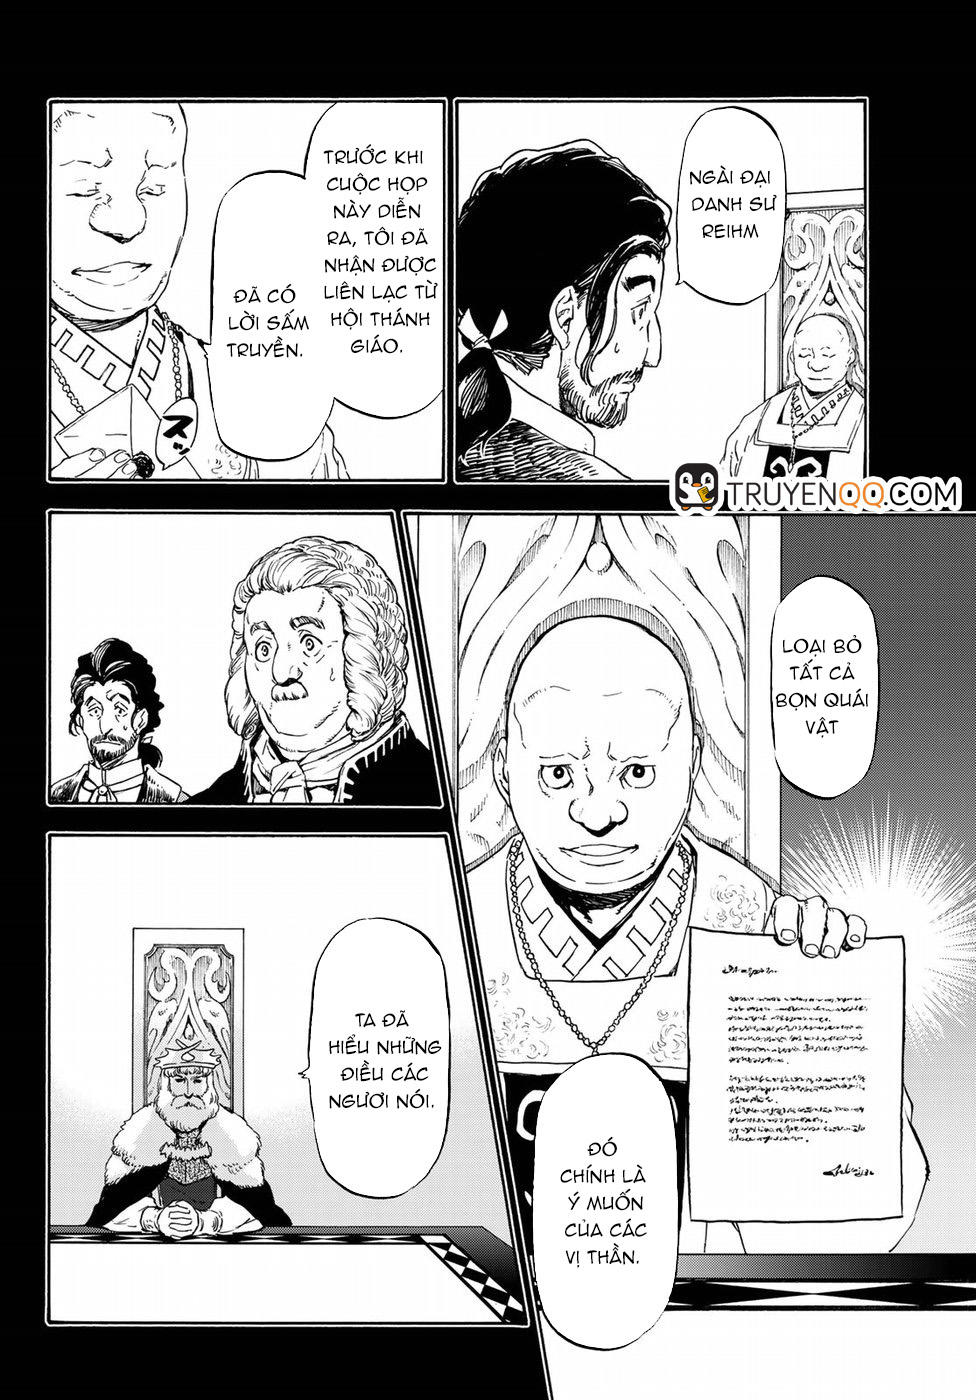 NGÀI ĐẠI
DANH SƯ
REIHM
TRƯỚC KHI
CUỘC HỌP
NÀY DIỄN
RA, TÔI ĐÃ
NHẬN ĐƯỢC
LIÊN LẠC TỪ
HỘI THÁNH
GIÁO.
ĐÃ CÓ
LỜI SẤM
TRUYỀN.
スッ
TRUYENQQ.COM
LOẠI BỎ
TẤT CẢ
BỌN QUÁI
VẬT
ĐÓ
CHÍNH LÀ
Ý MUỐN
CỦA CÁC
VỊ THẦN.
TA ĐÃ
HIỂU NHỮNG
ĐIỀU CÁC
NGƯƠI NÓI.